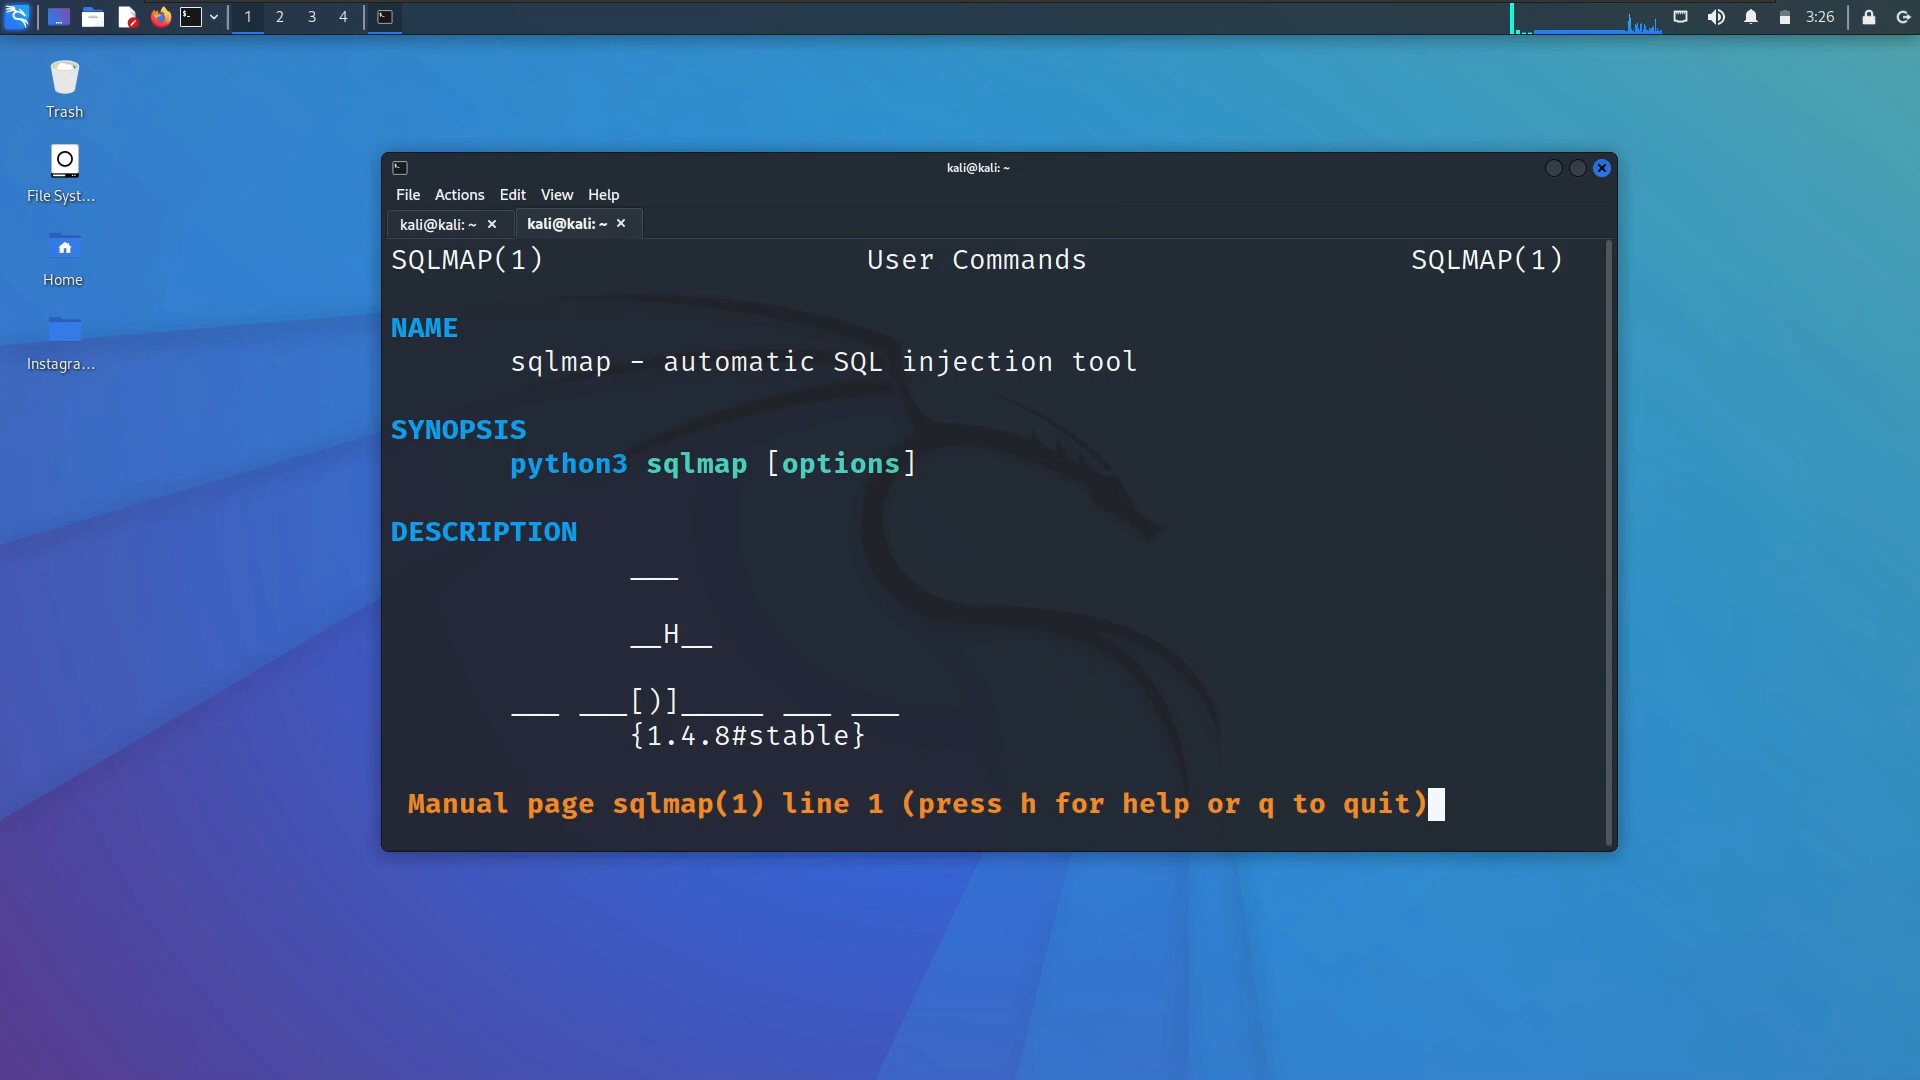 1 2 3 4
3:26
Trash
File Syst...
Home
Instagra...
kali@kali: ~
File Actions Edit View Help
kali@kali: ~ × kali@kali: ~ ×
SQLMAP(1) User Commands SQLMAP(1)
NAME
sqlmap - automatic SQL injection tool
SYNOPSIS
python3 sqlmap [options]
DESCRIPTION
___
__H__
___ ___[)]_____ ___ ___
{1.4.8#stable}
Manual page sqlmap(1) line 1 (press h for help or q to quit)